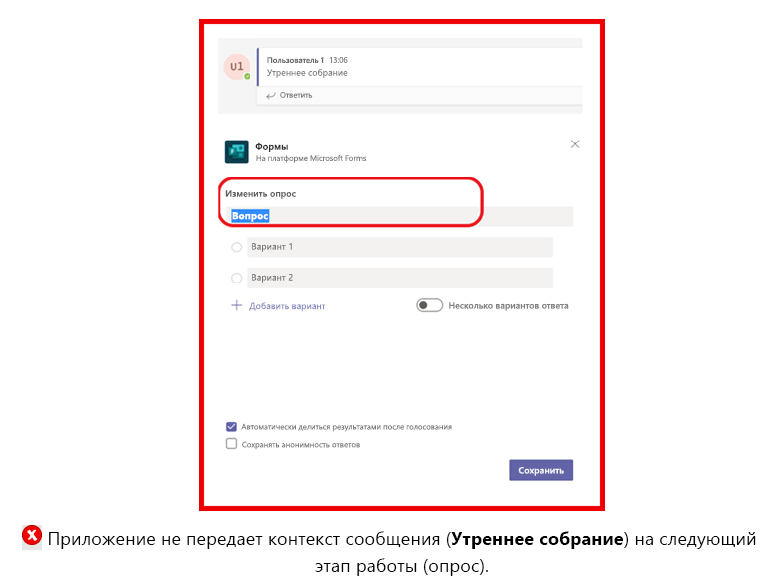 U1
Пользователь 1 13:06
Утреннее собрание
Ответить
Формы
На платформе Microsoft Forms
Изменить опрос
Вопрос
Вариант 1
Вариант 2
Добавить вариант
Несколько вариантов ответа
Автоматически делиться результатами после голосования
Сохранять анонимность ответов
Сохранить
Приложение не передает контекст сообщения (Утреннее собрание) на следующий
этап работы (опрос).